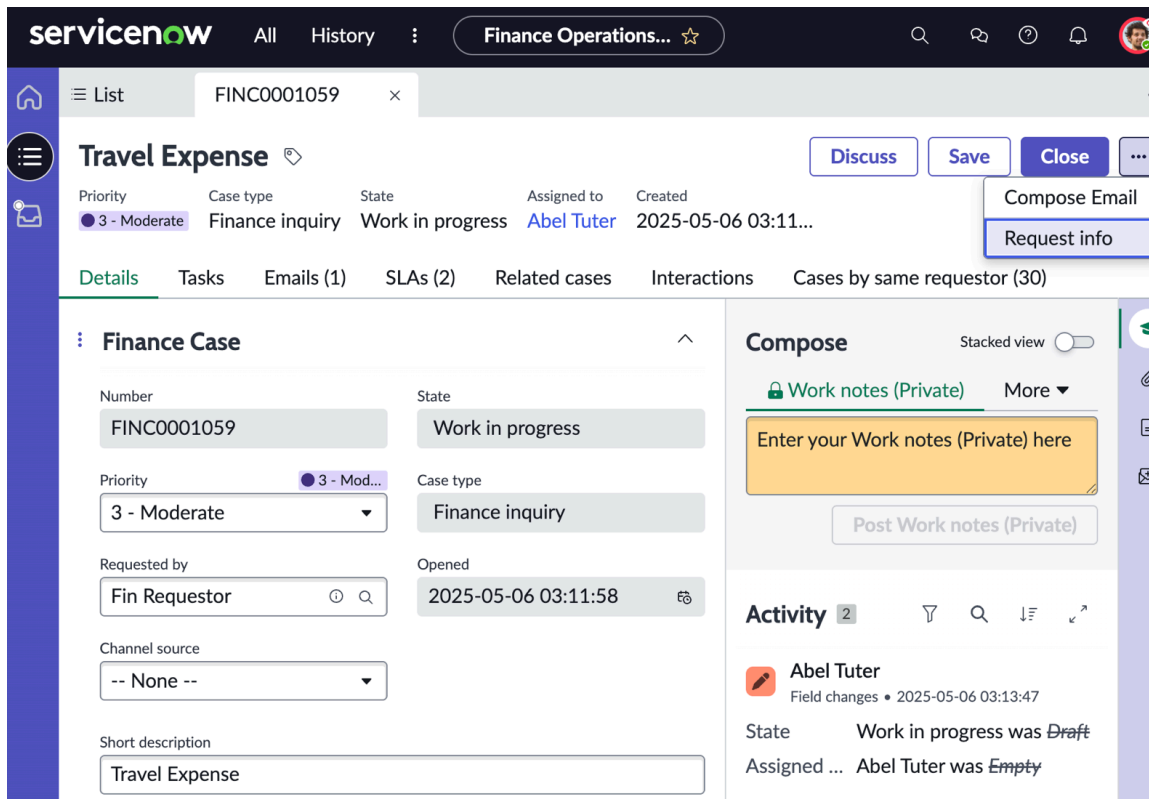 servicenow All History Finance Operations...
List FINC0001059
Travel Expense Discuss Save Close
Compose Email
Request info
Priority Case type State Assigned to Created
3 - Moderate Finance inquiry Work in progress Abel Tuter 2025-05-06 03:11...
Details Tasks Emails (1) SLAs (2) Related cases Interactions Cases by same requestor (30)
Finance Case
Number State
FINC0001059 Work in progress
Priority 3 - Mod... Case type
3 - Moderate Finance inquiry
Requested by Opened
Fin Requestor 2025-05-06 03:11:58
Channel source
-- None --
Short description
Travel Expense
Compose Stacked view
Work notes (Private) More
Enter your Work notes (Private) here
Post Work notes (Private)
Activity 2
Abel Tuter
Field changes • 2025-05-06 03:13:47
State Work in progress was Draft
Assigned ... Abel Tuter was Empty